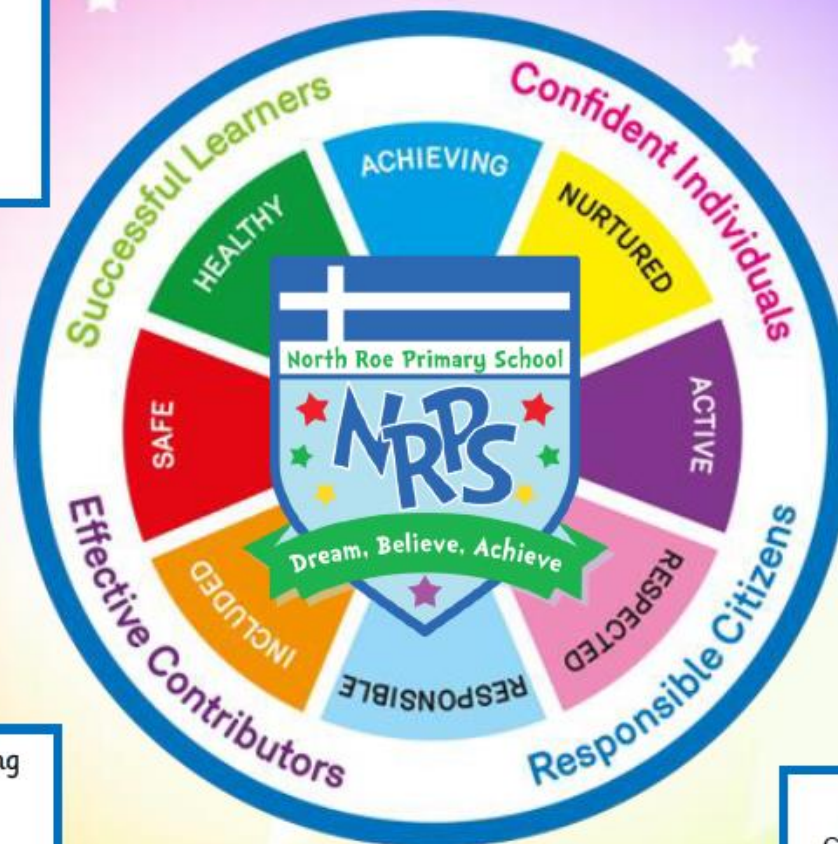 Successful Learners
Confident Individuals
ACHIEVING
NURTURED
HEALTHY
ACTIVE
SAFE
North Roe Primary School
NRPS
Dream, Believe, Achieve
INCLUDED
RESPECTED
RESPONSIBLE
Effective Contributors
Responsible Citizens